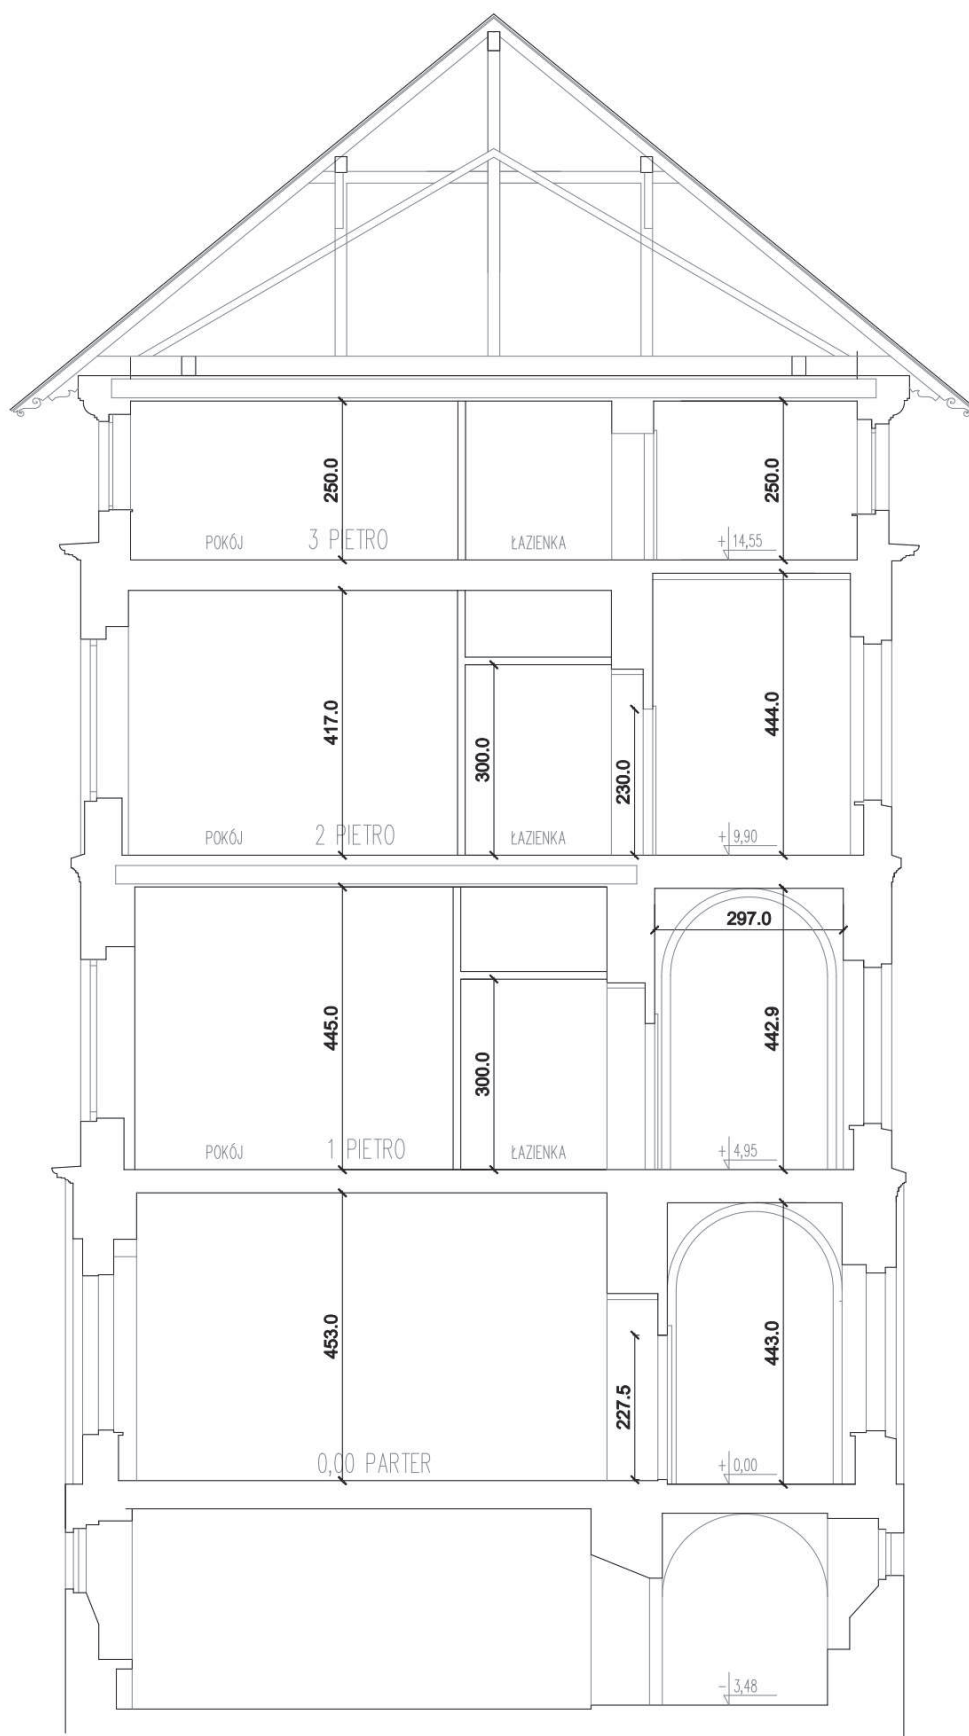 250.0
250.0
POKÓJ
3 PIETRO
ŁAZIENKA
+ 14,55
417.0
300.0
230.0
444.0
POKÓJ
2 PIETRO
ŁAZIENKA
+ 9,90
297.0
445.0
300.0
442.9
POKÓJ
1 PIETRO
ŁAZIENKA
+ 4,95
453.0
227.5
443.0
0,00 PARTER
+ 0,00
- 3,48